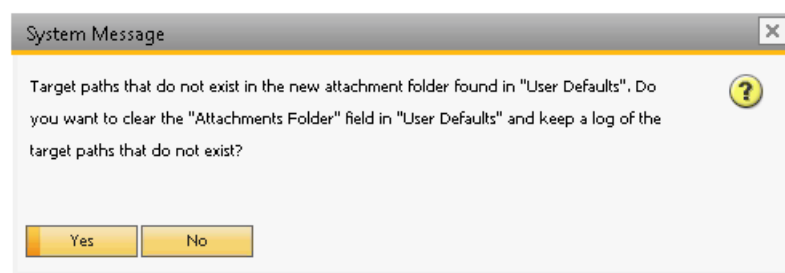 System Message
Target paths that do not exist in the new attachment folder found in "User Defaults". Do
you want to clear the "Attachments Folder" field in "User Defaults" and keep a log of the
target paths that do not exist?
Yes No